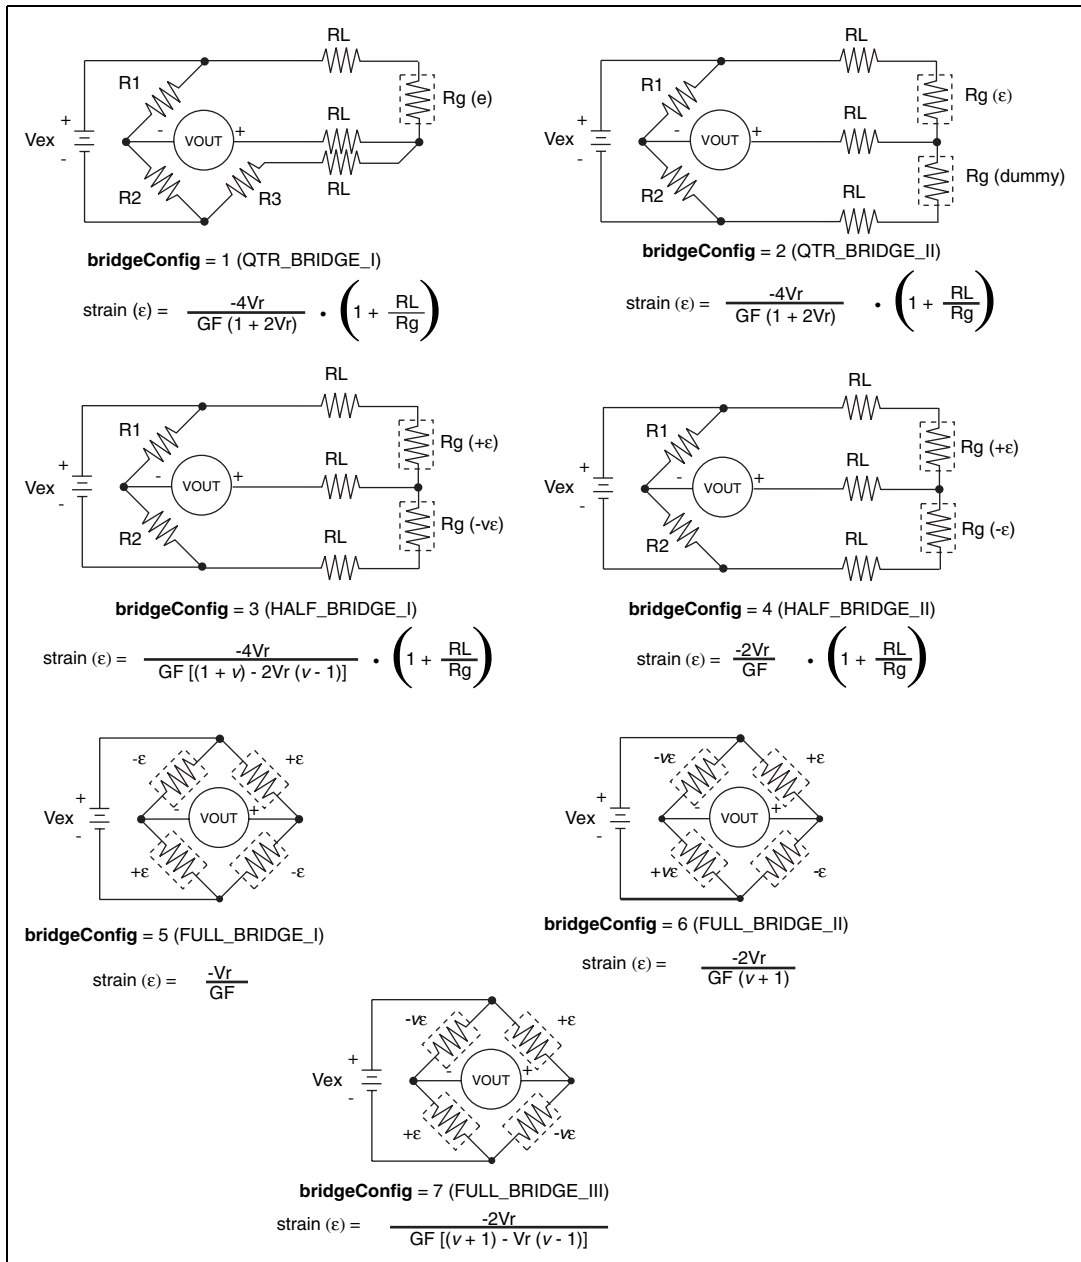 RL
R1
Rg (e)
Vex
+
-
-
VOUT
+
RL
R2
R3
RL
bridgeConfig = 1 (QTR_BRIDGE_I)
strain (ε) = -4Vr / GF (1 + 2Vr) • (1 + RL / Rg)
RL
R1
Rg (ε)
Vex
+
-
-
VOUT
+
RL
R2
Rg (dummy)
RL
bridgeConfig = 2 (QTR_BRIDGE_II)
strain (ε) = -4Vr / GF (1 + 2Vr) • (1 + RL / Rg)
RL
R1
Rg (+ε)
Vex
+
-
-
VOUT
+
RL
R2
Rg (-vε)
RL
bridgeConfig = 3 (HALF_BRIDGE_I)
strain (ε) = -4Vr / GF [(1 + v) - 2Vr (v - 1)] • (1 + RL / Rg)
RL
R1
Rg (+ε)
Vex
+
-
-
VOUT
+
RL
R2
Rg (-ε)
RL
bridgeConfig = 4 (HALF_BRIDGE_II)
strain (ε) = -2Vr / GF • (1 + RL / Rg)
-ε
+ε
Vex
+
-
-
VOUT
+
+ε
-ε
bridgeConfig = 5 (FULL_BRIDGE_I)
strain (ε) = -Vr / GF
-vε
+ε
Vex
+
-
-
VOUT
+
+vε
-ε
bridgeConfig = 6 (FULL_BRIDGE_II)
strain (ε) = -2Vr / GF (v + 1)
-vε
+ε
Vex
+
-
-
VOUT
+
+ε
-vε
bridgeConfig = 7 (FULL_BRIDGE_III)
strain (ε) = -2Vr / GF [(v + 1) - Vr (v - 1)]